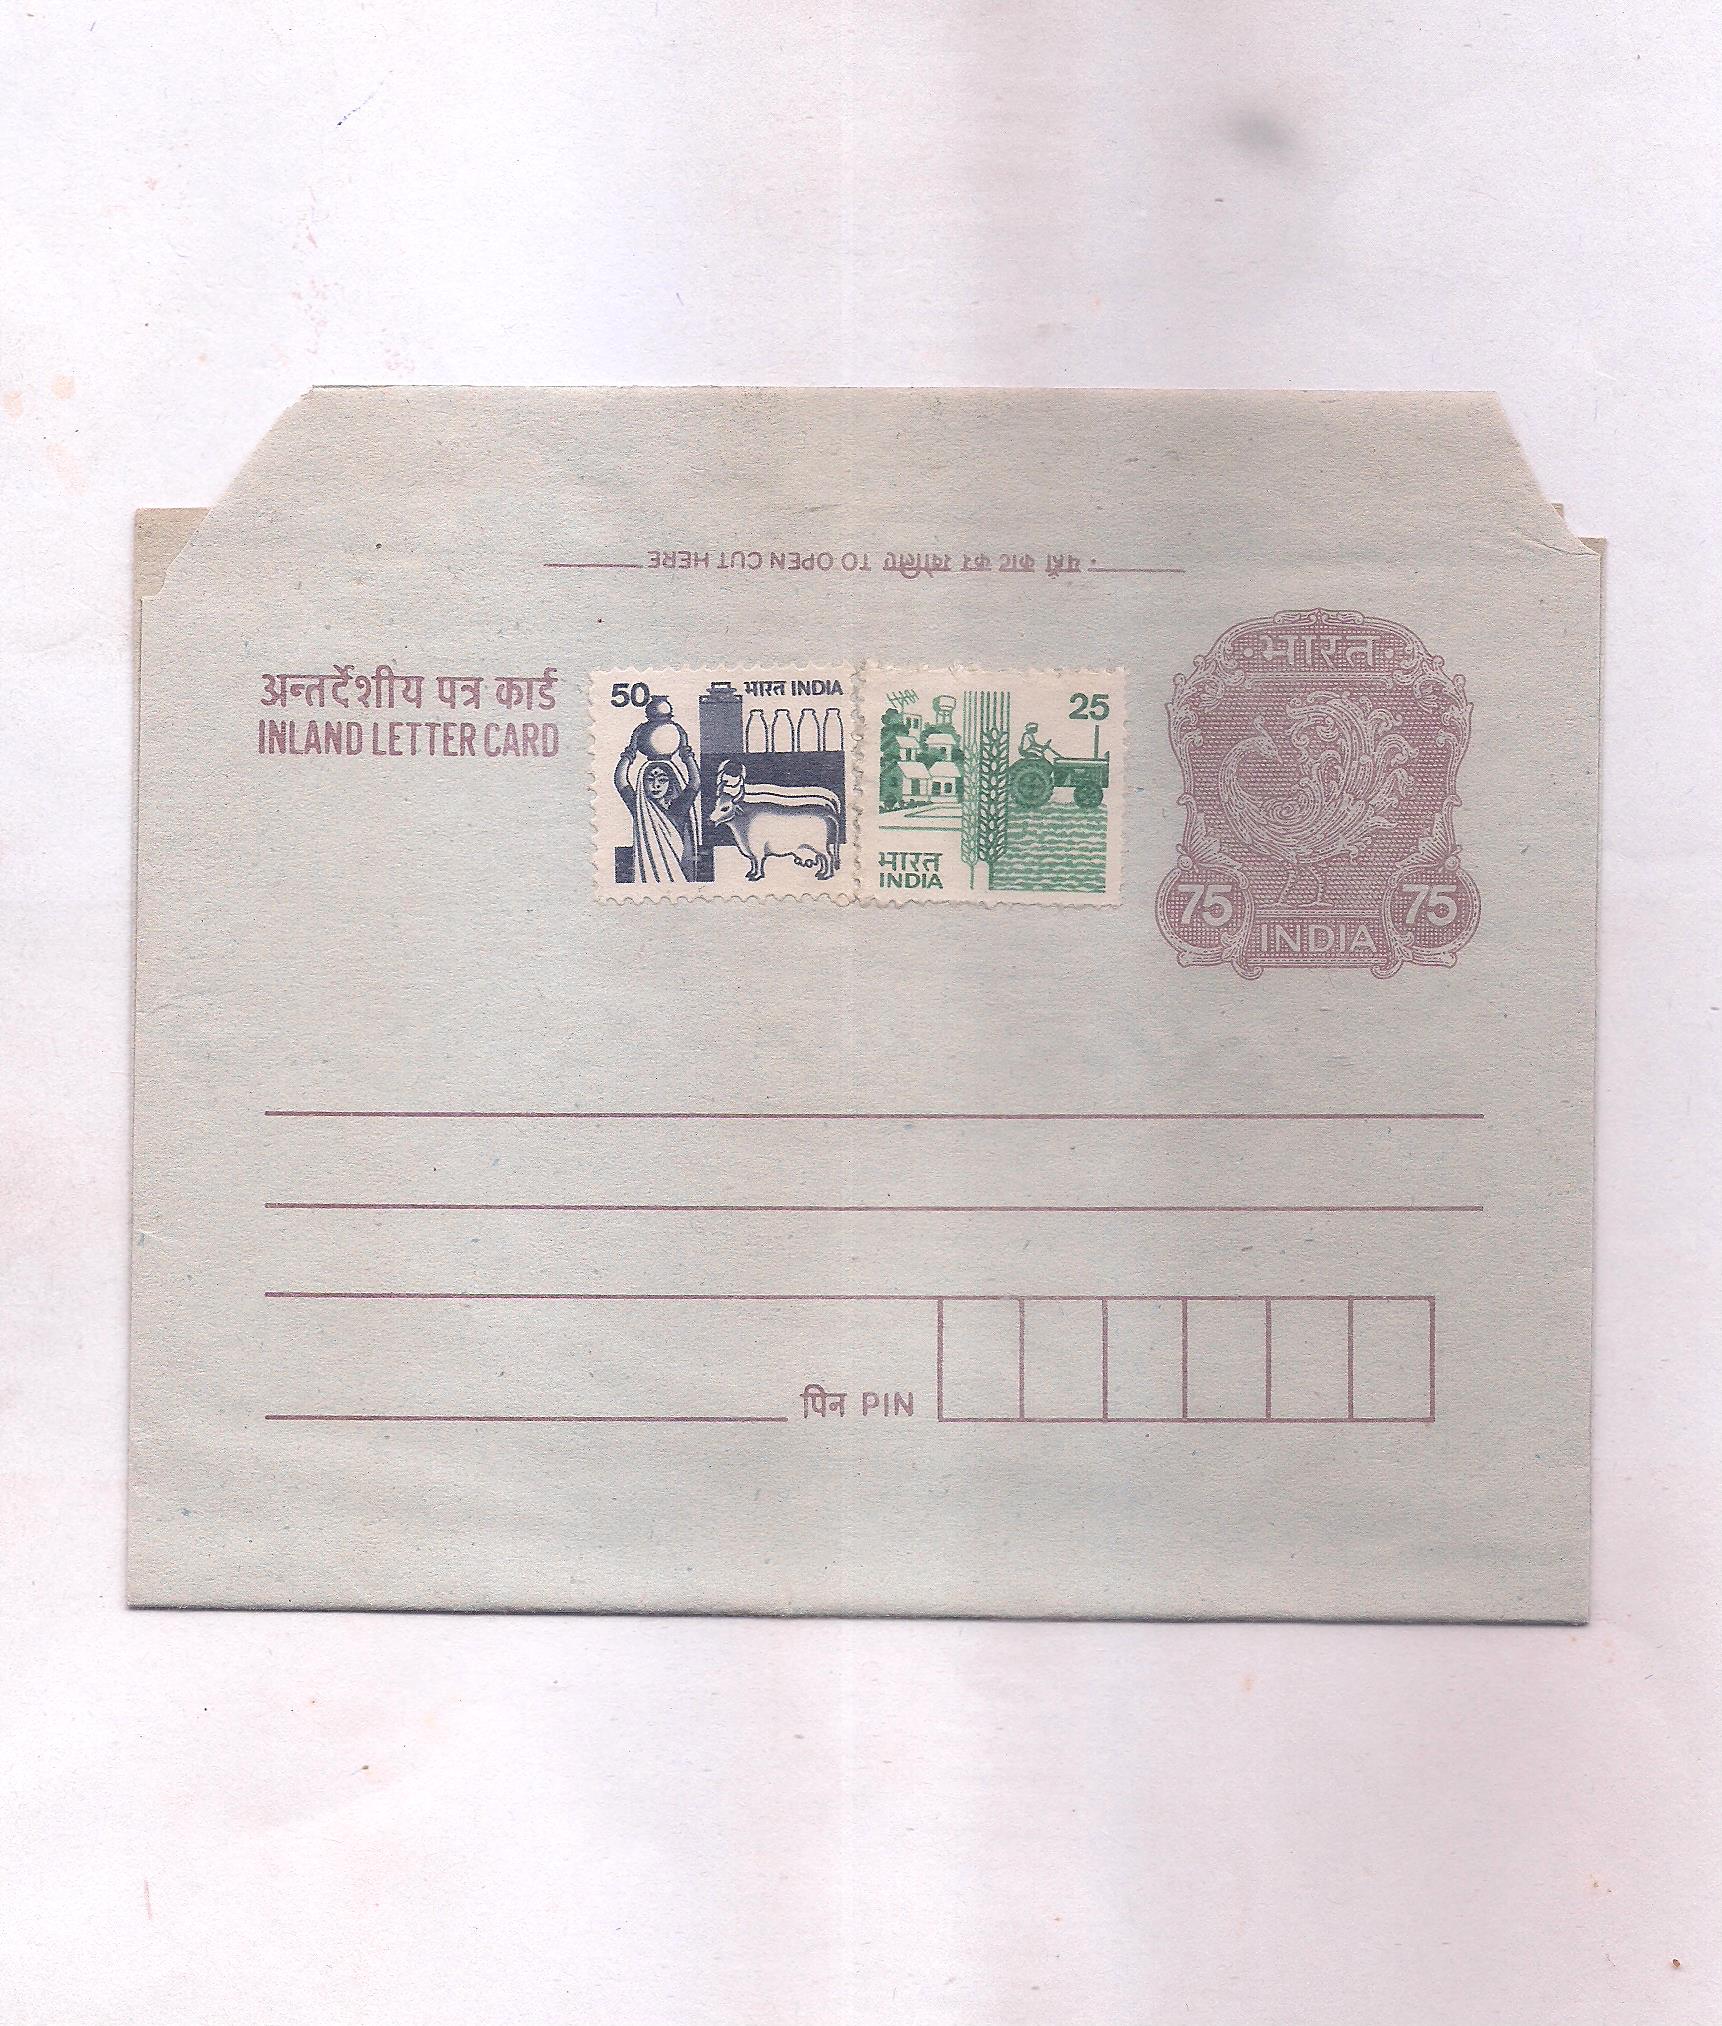 यहाँ काट कर खोलिए TO OPEN CUT HERE
अन्तर्देशीय पत्र कार्ड
INLAND LETTER CARD
50 भारत INDIA
25
भारत
INDIA
भारत
75 75
INDIA
पिन PIN